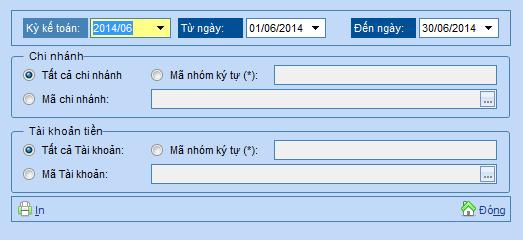 Kỳ kế toán: 2014/06 Từ ngày: 01/06/2014 Đến ngày: 30/06/2014
Chi nhánh
Tất cả chi nhánh Mã nhóm ký tự (*):
Mã chi nhánh: ...
Tài khoản tiền
Tất cả Tài khoản: Mã nhóm ký tự (*):
Mã Tài khoản: ...
In Đóng